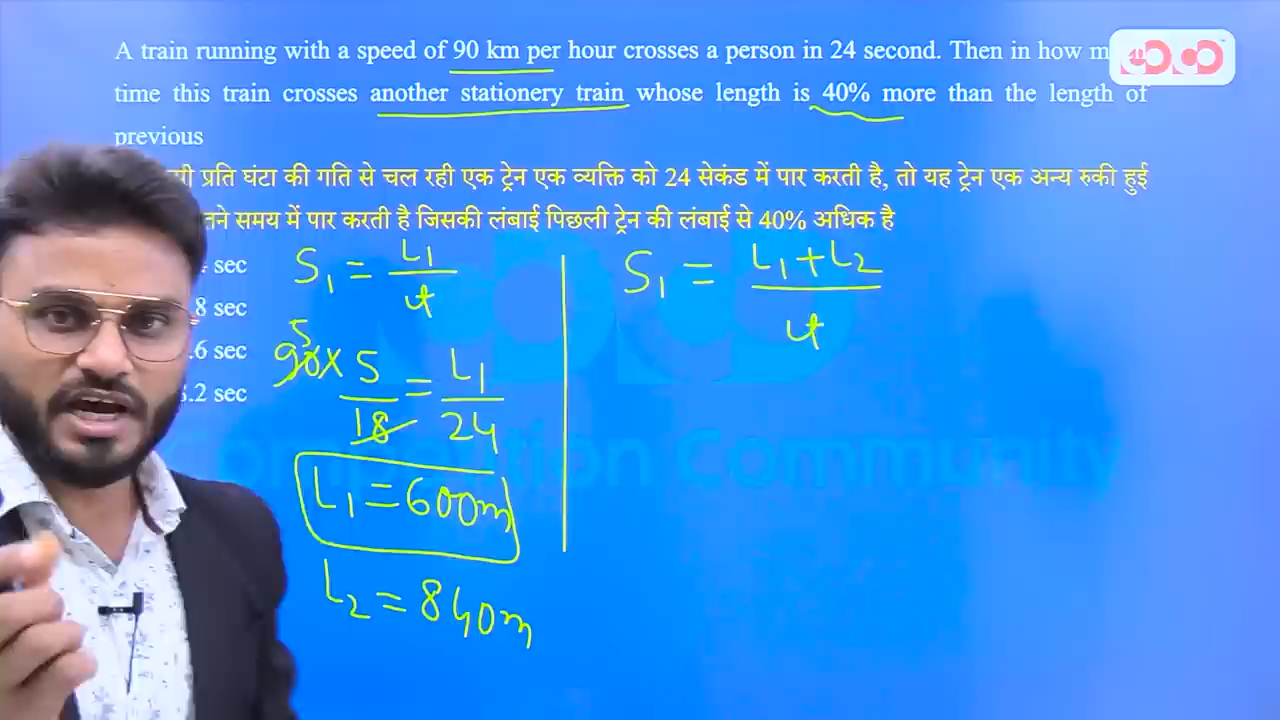 A train running with a speed of 90 km per hour crosses a person in 24 second. Then in how
time this train crosses another stationery train whose length is 40% more than the length of
previous
प्रति घंटा की गति से चल रही एक ट्रेन एक व्यक्ति को 24 सेकंड में पार करती है, तो यह ट्रेन एक अन्य रुकी हुई
समय में पार करती है जिसकी लंबाई पिछली ट्रेन की लंबाई से 40% अधिक है
sec
8 sec
.6 sec
.2 sec
S₁ = L₁/t
90 × 5/18 = L₁/24
5
L₁ = 600m
L₂ = 840m
S₁ = L₁ + L₂/t
Competition Community